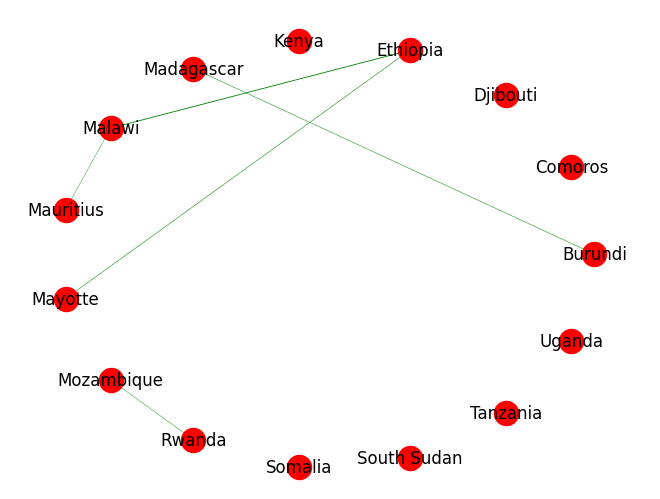 Kenya
Ethiopia
Madagascar
Djibouti
Malawi
Comoros
Mauritius
Burundi
Mayotte
Uganda
Mozambique
Tanzania
Rwanda
South Sudan
Somalia